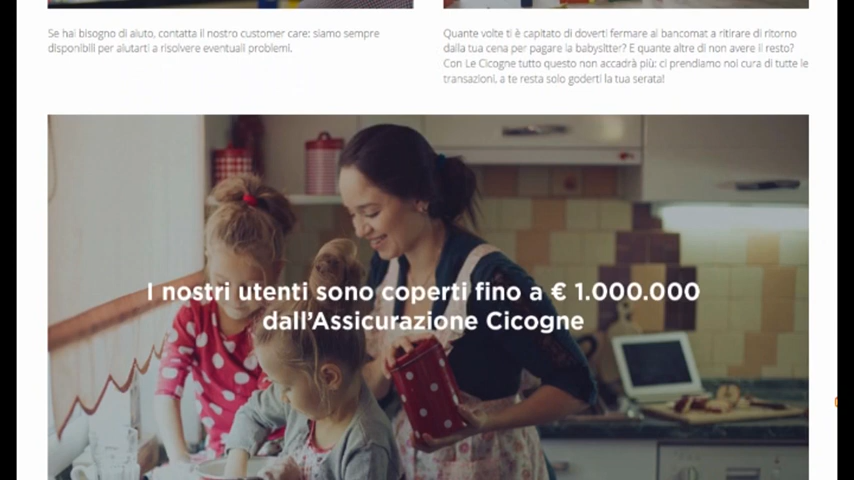 Se hai bisogno di aiuto, contatta il nostro customer care: siamo sempre
disponibili per aiutarti a risolvere eventuali problemi.
Quante volte ti è capitato di doverti fermare al bancomat a ritirare di ritorno
dalla tua cena per pagare la babysitter? E quante altre di non avere il resto?
Con Le Cicogne tutto questo non accadrà più: ci prendiamo noi cura di tutte le
transazioni, a te resta solo goderti la tua serata!
I nostri utenti sono coperti fino a € 1.000.000
dall'Assicurazione Cicogne